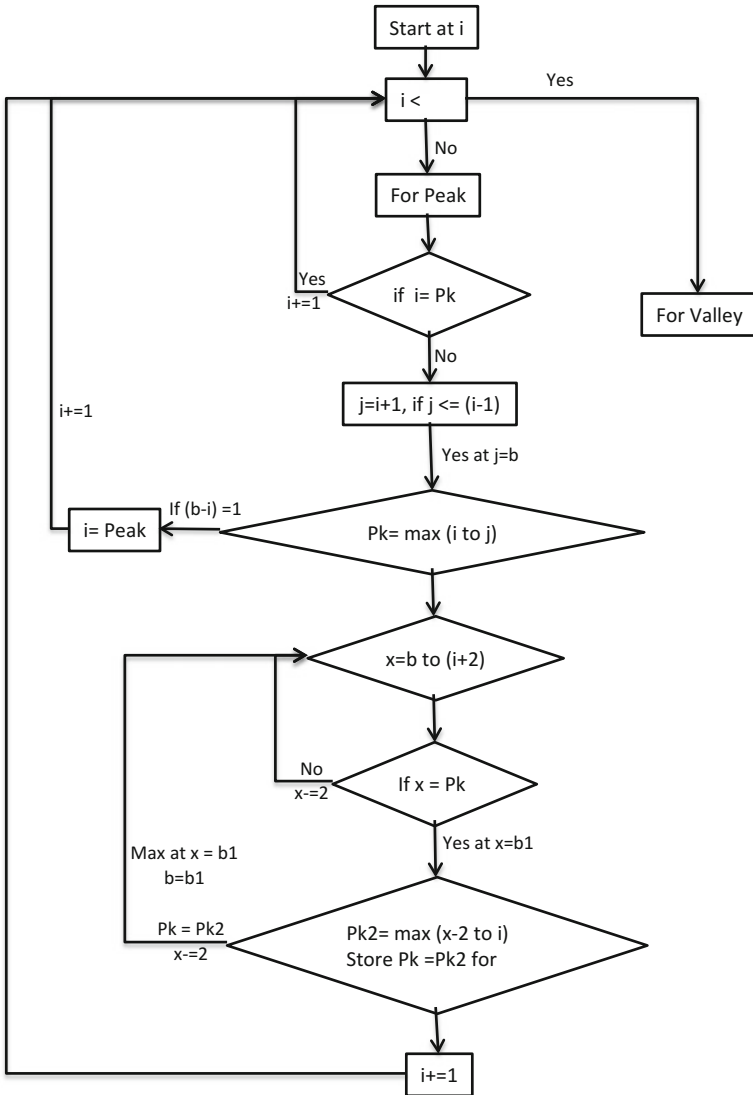 Start at i
i <
Yes
No
For Peak
Yes
i+=1
if i= Pk
For Valley
No
j=i+1, if j <= (i-1)
i+=1
Yes at j=b
If (b-i) =1
i= Peak
Pk= max (i to j)
x=b to (i+2)
No
x-=2
If x = Pk
Yes at x=b1
Max at x = b1
b=b1
Pk = Pk2
x-=2
Pk2= max (x-2 to i)
Store Pk =Pk2 for
i+=1